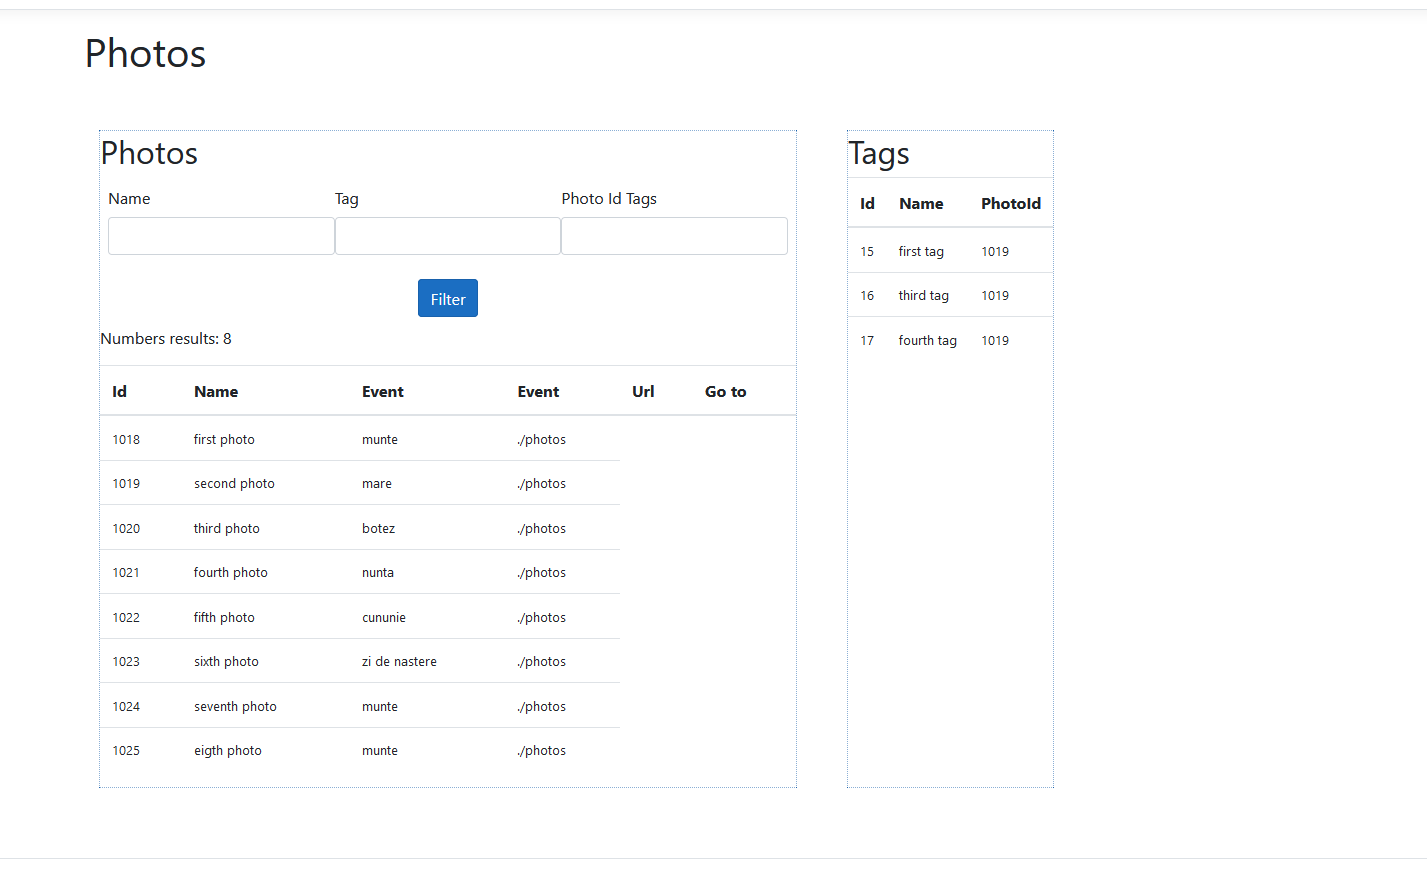 Photos
Photos
Name Tag Photo Id Tags
Filter
Numbers results: 8
Id Name Event Event Url Go to
1018 first photo munte ./photos
1019 second photo mare ./photos
1020 third photo botez ./photos
1021 fourth photo nunta ./photos
1022 fifth photo cununie ./photos
1023 sixth photo zi de nastere ./photos
1024 seventh photo munte ./photos
1025 eigth photo munte ./photos
Tags
Id Name PhotoId
15 first tag 1019
16 third tag 1019
17 fourth tag 1019